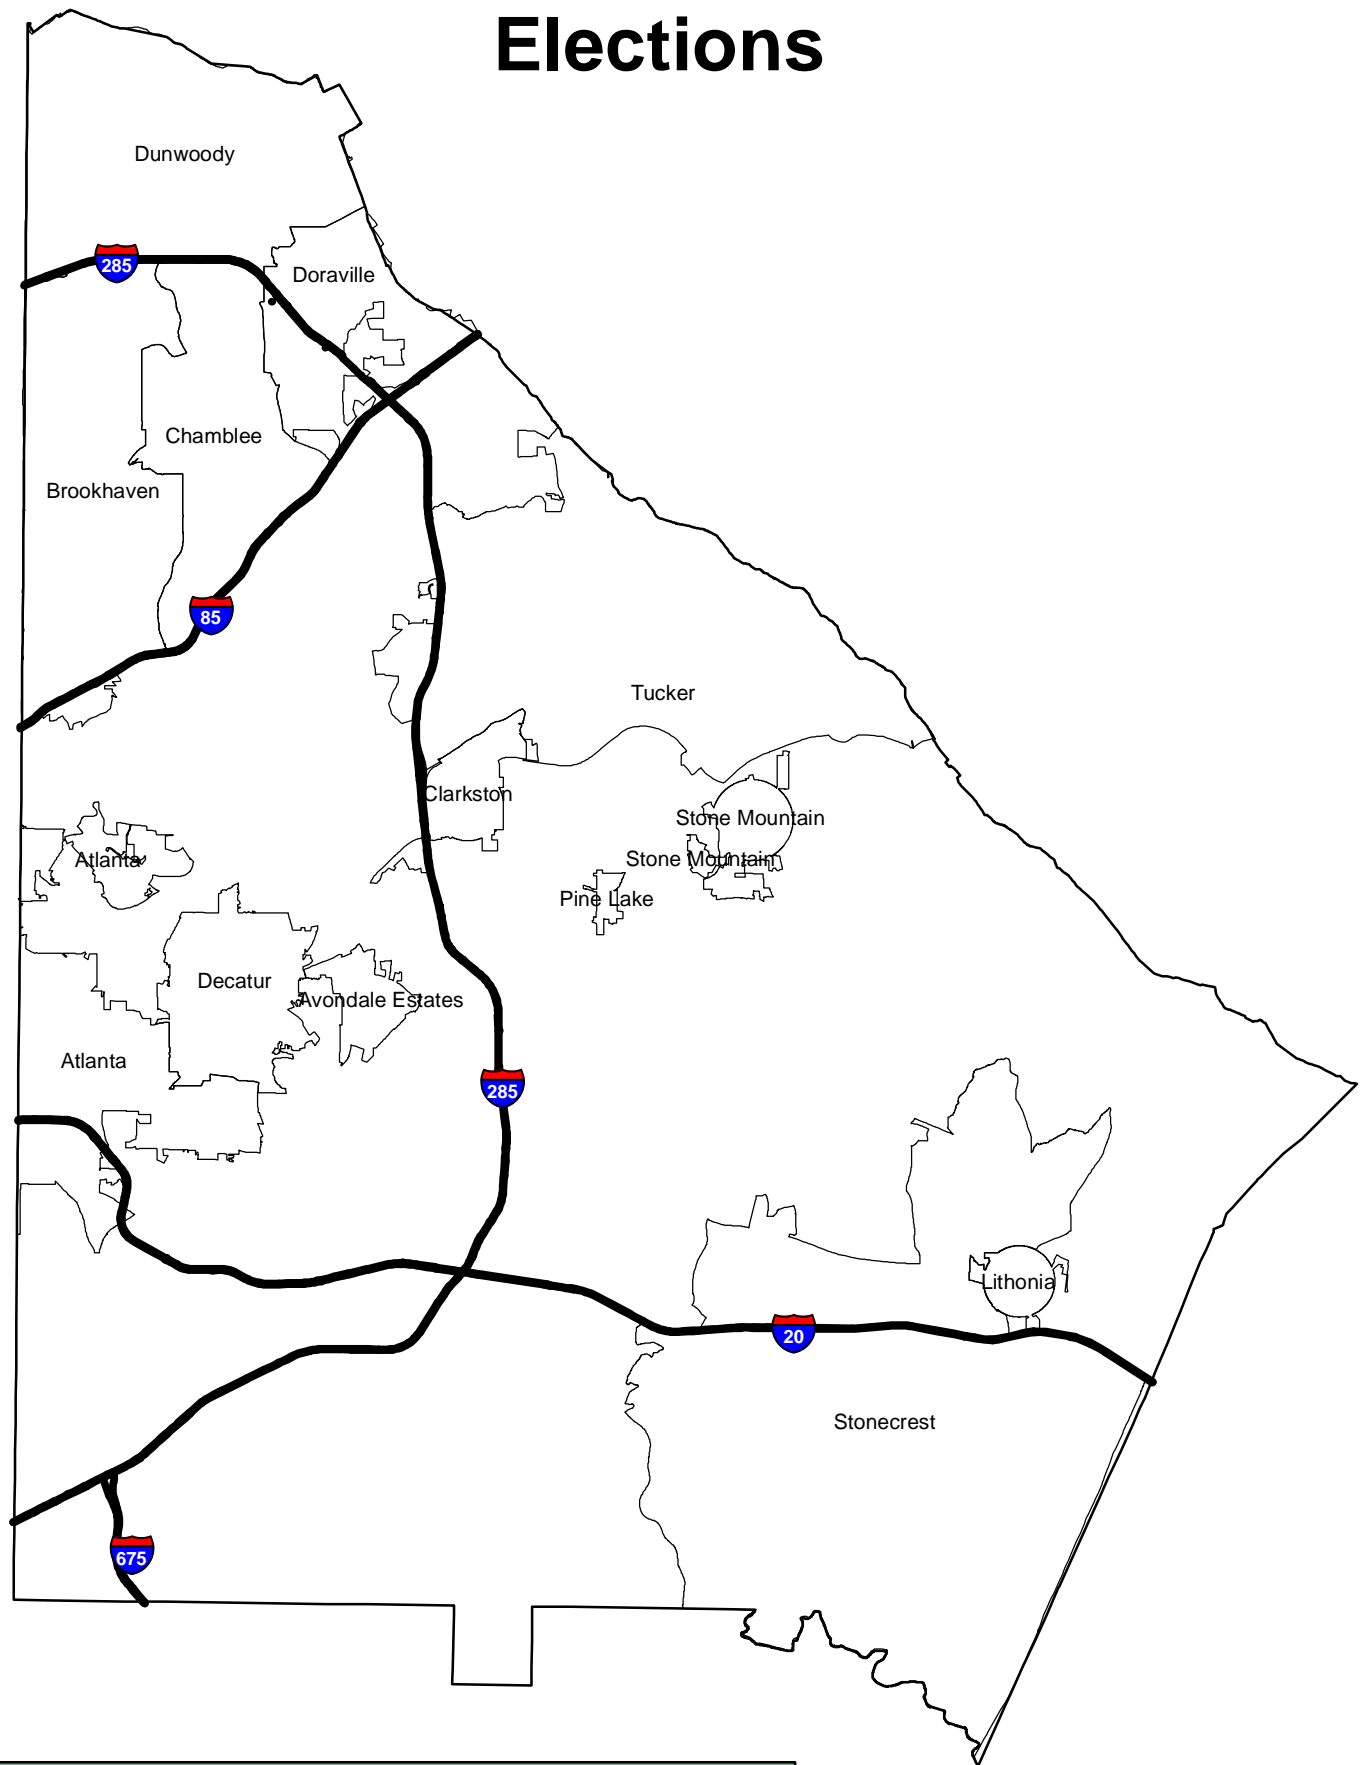 Elections
Dunwoody
285
Doraville
Chamblee
Brookhaven
85
Tucker
Clarkston
Stone Mountain
Stone Mountain
Atlanta
Pine Lake
Decatur
Avondale Estates
Atlanta
285
Lithonia
20
Stonecrest
675